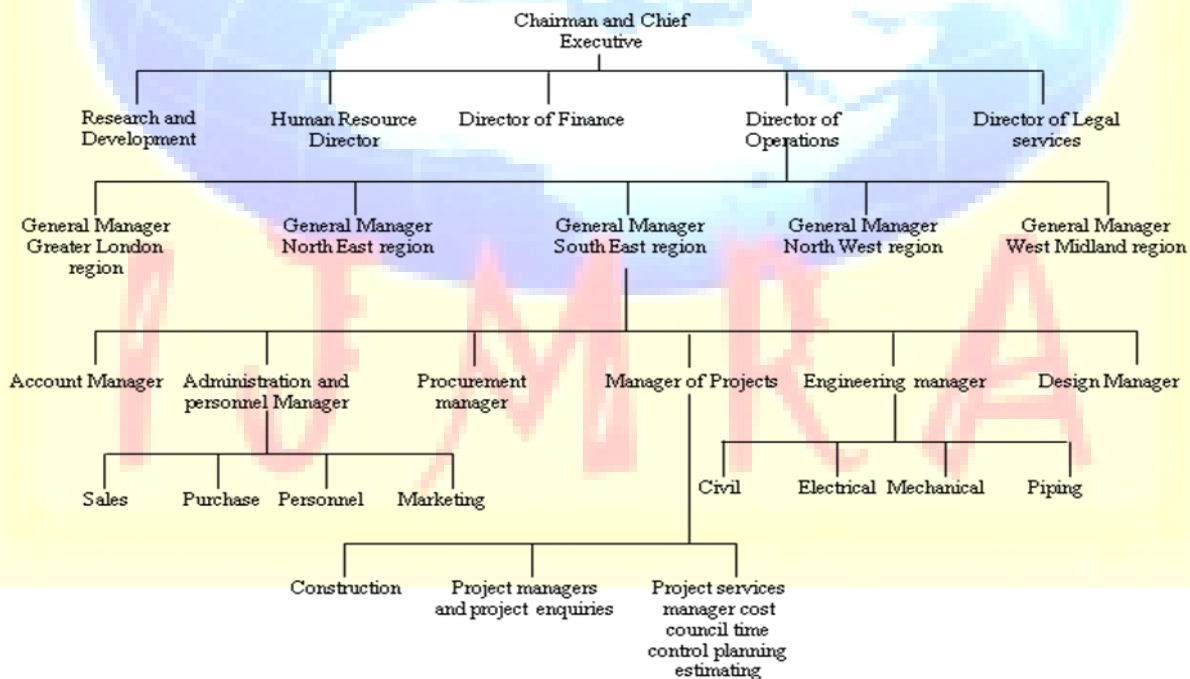 Chairman and Chief
Executive
Research and
Development
Human Resource
Director
Director of Finance
Director of
Operations
Director of Legal
services
General Manager
Greater London
region
General Manager
North East region
General Manager
South East region
General Manager
North West region
General Manager
West Midland region
Account Manager
Administration and
personnel Manager
Procurement
manager
Manager of Projects
Engineering manager
Design Manager
Sales
Purchase
Personnel
Marketing
Civil
Electrical
Mechanical
Piping
Construction
Project managers
and project enquiries
Project services
manager cost
council time
control planning
estimating
IJMRA